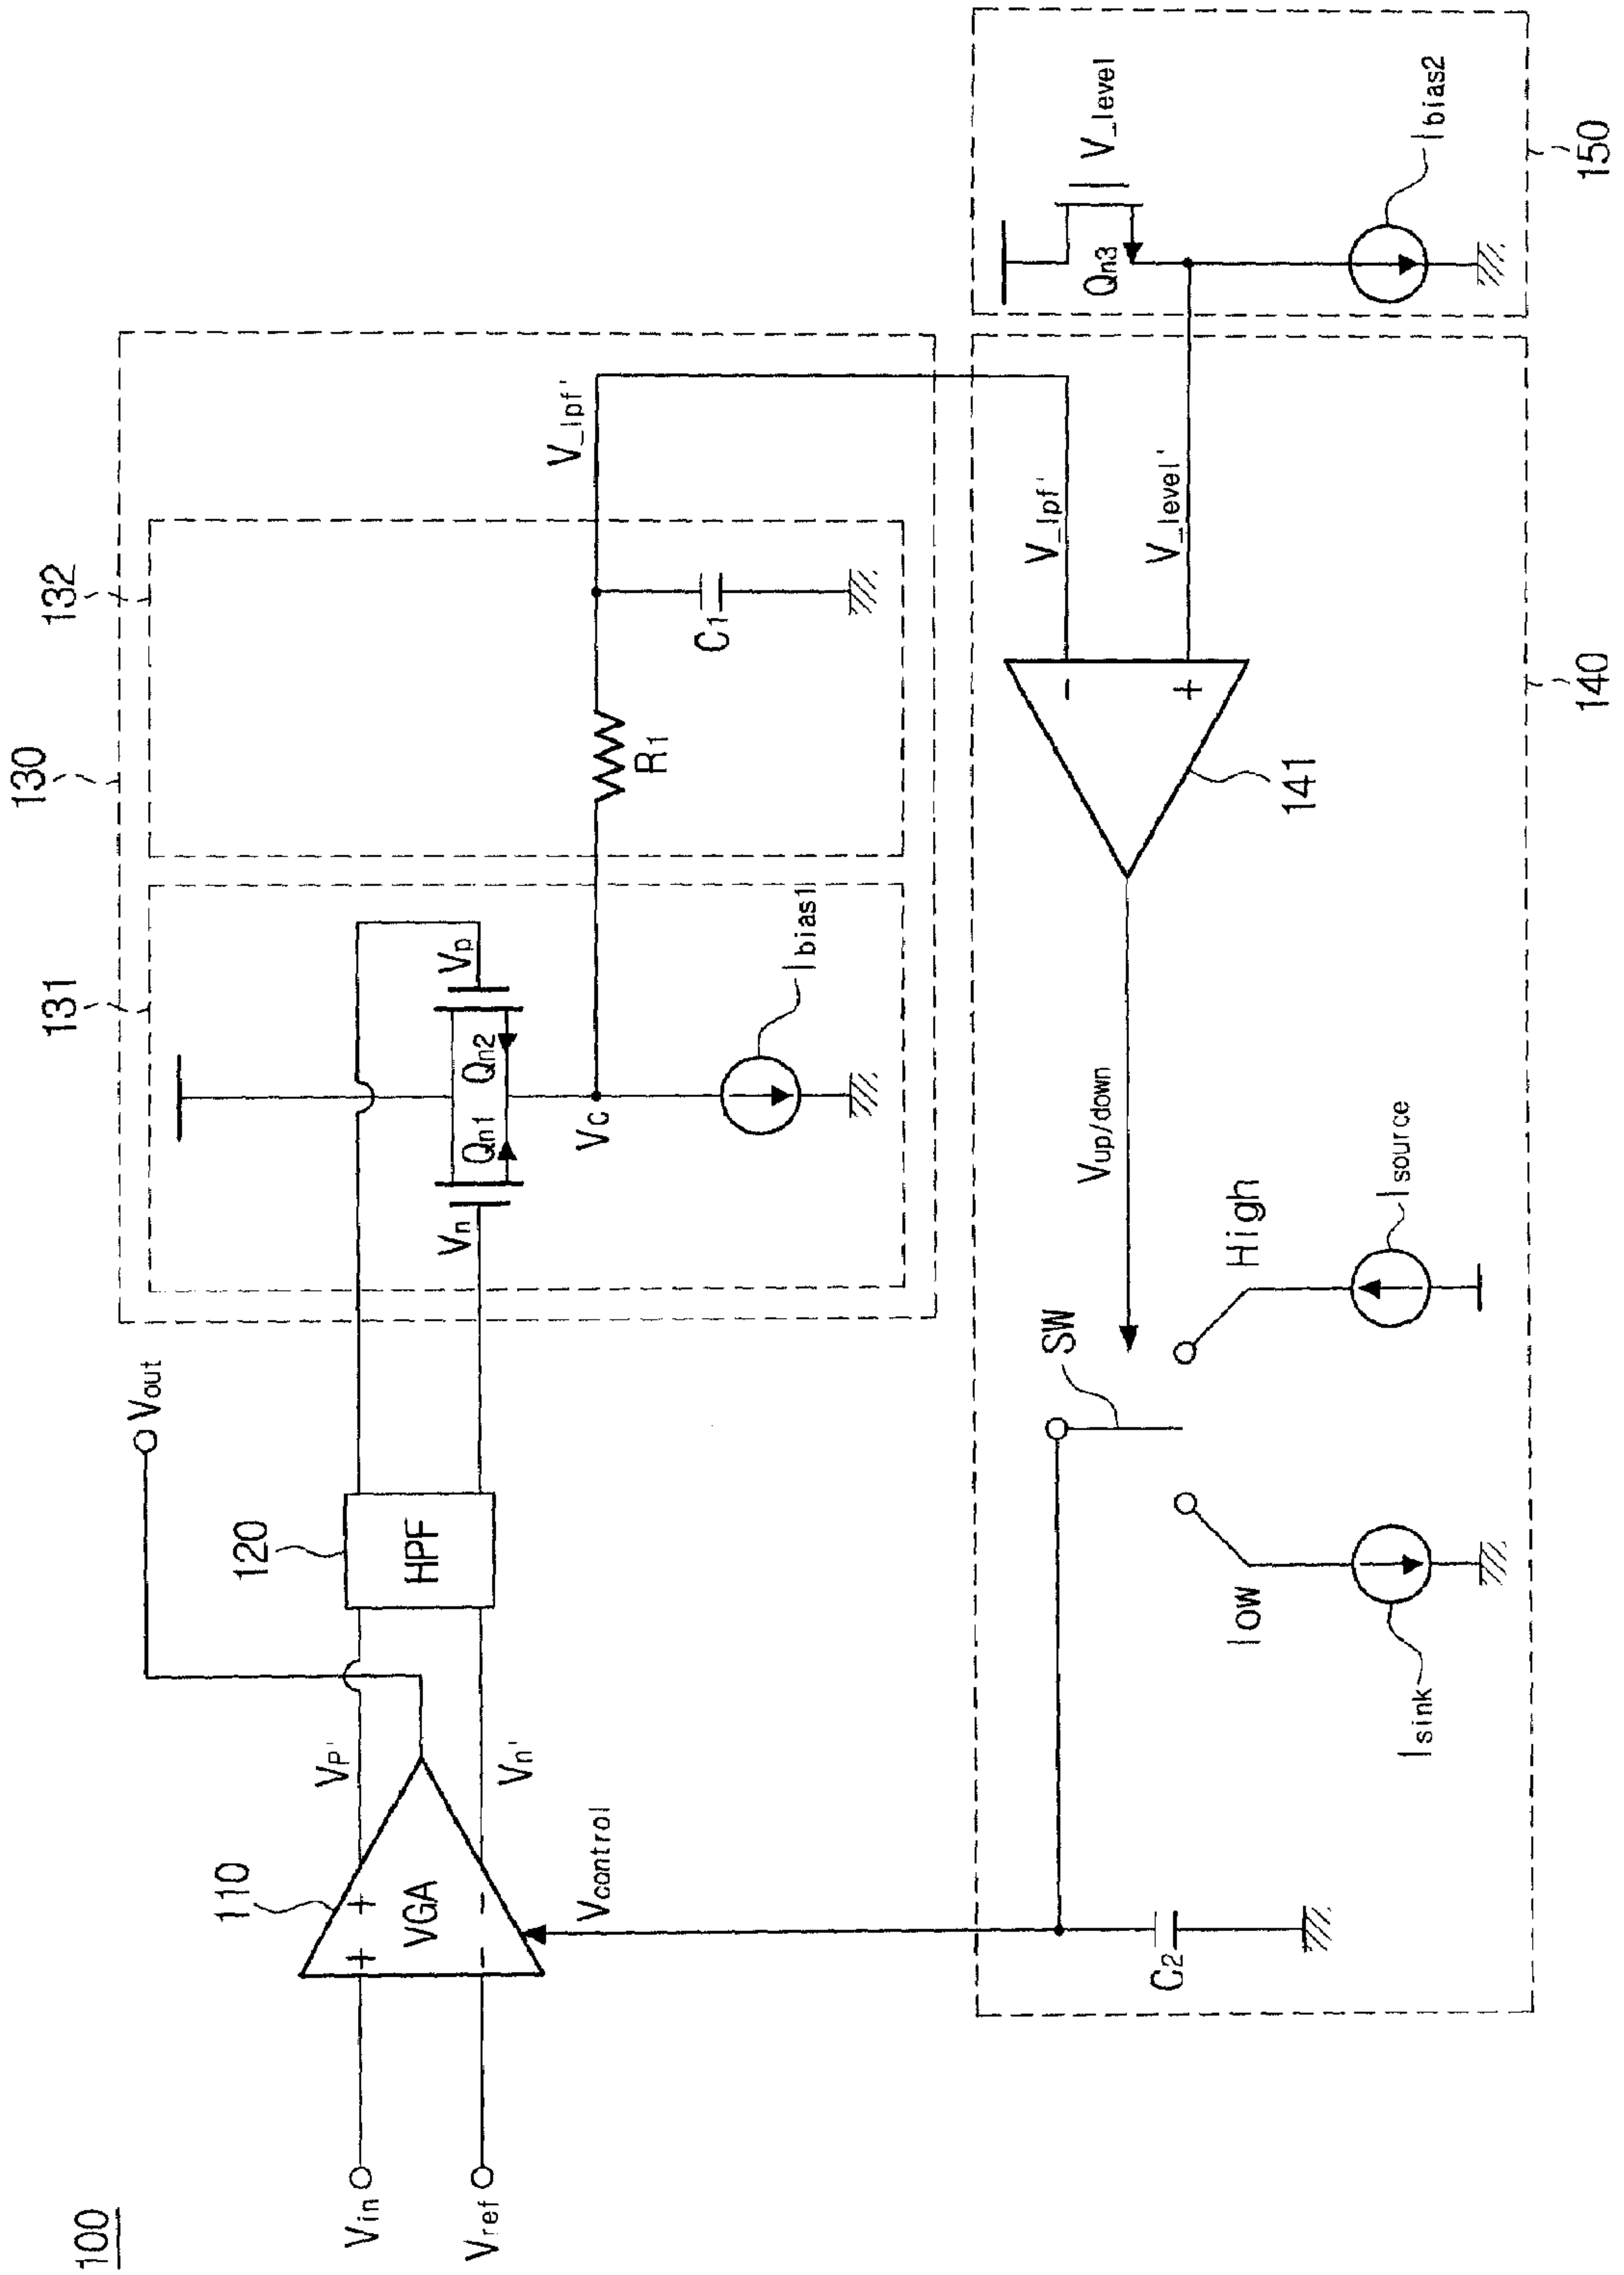 100
Vin
Vref
110
+
+
VGA
-
-
VP'
Vn'
Vcontrol
Vout
120
HPF
130
131
132
Vn
Qn1
Qn2
Vp
VC
Ibias1
R1
C1
V_lpf'
V_lpf'
V_level'
-
+
141
Vup/down
SW
High
low
Isource
Isink
C2
140
Qn3
V_level
Ibias2
150